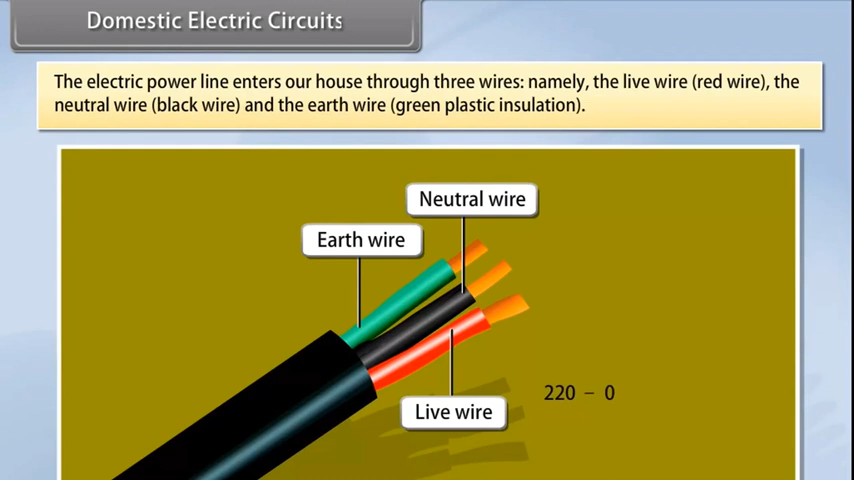 Domestic Electric Circuits
The electric power line enters our house through three wires: namely, the live wire (red wire), the
neutral wire (black wire) and the earth wire (green plastic insulation).
Neutral wire
Earth wire
220 – 0
Live wire